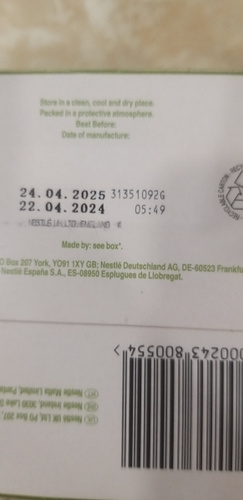 Store in a clean, cool and dry place.
Packed in a protective atmosphere.
Best Before:
Date of manufacture:
24.04.2025 31351092G
22.04.2024 05:49
Made by: see box*.
O Box 207 York, YO91 1XY GB; Nestlé Deutschland AG, DE-60523 Frankfu
Nestlé España S.A., ES-08950 Esplugues de Llobregat.
000243 800554 >